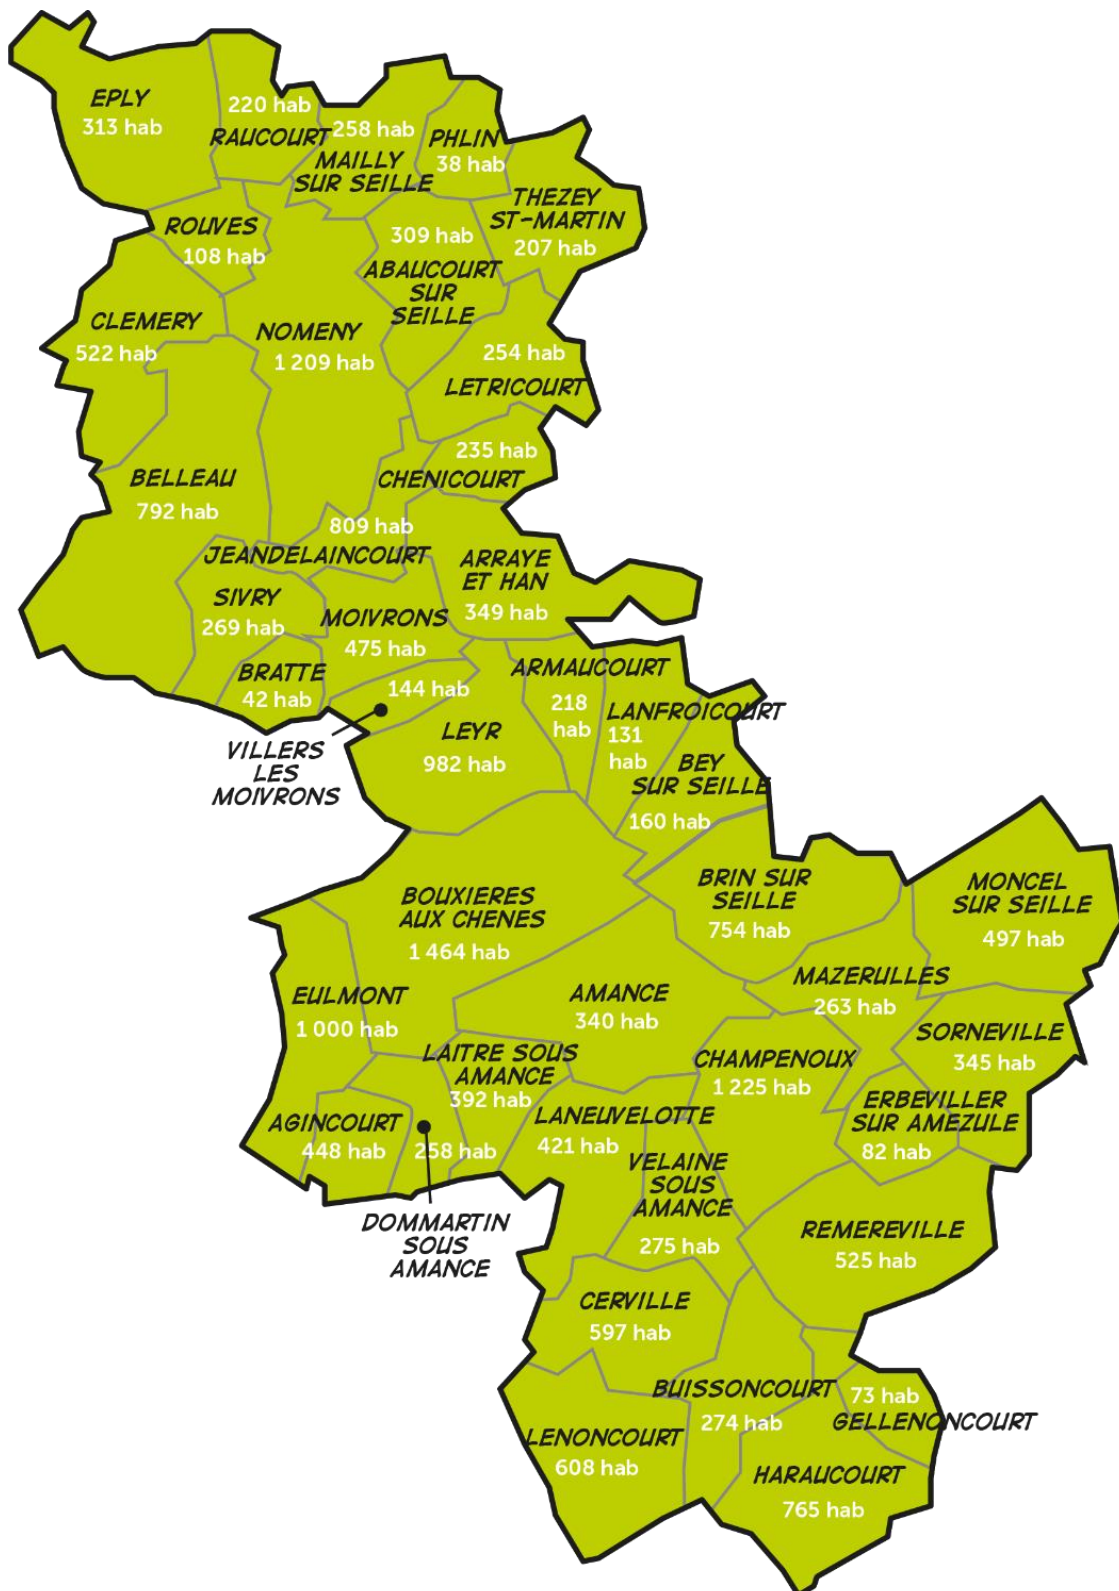 EPLY
313 hab
220 hab
RAUCOURT
258 hab
MAILLY
SUR SEILLE
PHLIN
38 hab
THEZEY
ST-MARTIN
207 hab
ROUVES
108 hab
309 hab
ABAUCOURT
SUR
SEILLE
CLEMERY
522 hab
NOMENY
1 209 hab
254 hab
LETRICOURT
235 hab
CHENICOURT
BELLEAU
792 hab
809 hab
JEANDELAINCOURT
ARRAYE
ET HAN
349 hab
SIVRY
269 hab
MOIVRONS
475 hab
BRATTE
42 hab
144 hab
VILLERS
LES
MOIVRONS
LEYR
982 hab
ARMAUCOURT
218
hab
LANFROICOURT
131
hab
BEY
SUR SEILLE
160 hab
BOUXIERES
AUX CHENES
1 464 hab
BRIN SUR
SEILLE
754 hab
MONCEL
SUR SEILLE
497 hab
EULMONT
1 000 hab
AMANCE
340 hab
MAZERULLES
263 hab
SORNEVILLE
345 hab
LAITRE SOUS
AMANCE
392 hab
CHAMPENOUX
1 225 hab
ERBEVILLER
SUR AMEZULE
82 hab
AGINCOURT
448 hab
258 hab
DOMMARTIN
SOUS
AMANCE
LANEUVELOTTE
421 hab
VELAINE
SOUS
AMANCE
275 hab
REMEREVILLE
525 hab
CERVILLE
597 hab
BUISSONCOURT
274 hab
73 hab
GELLENONCOURT
LENONCOURT
608 hab
HARAUCOURT
765 hab